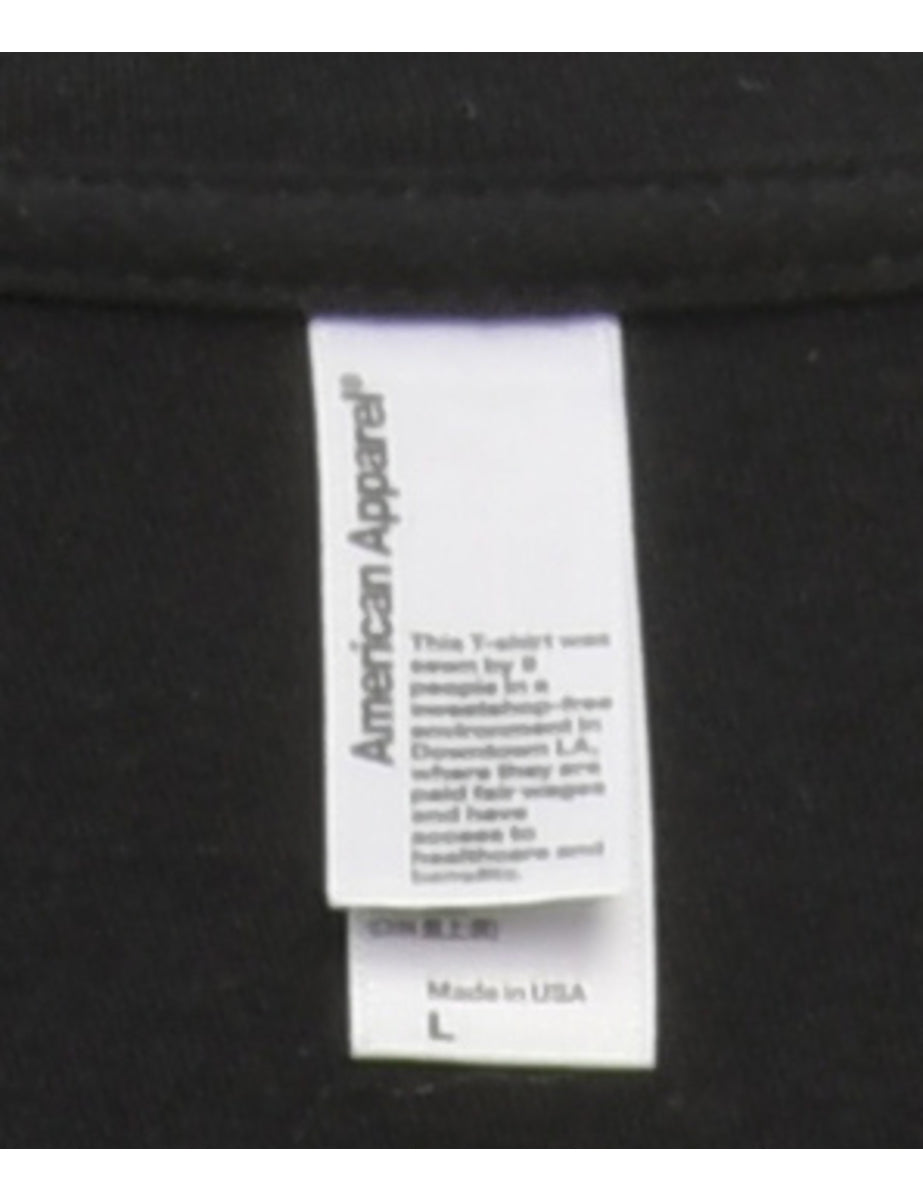 American Apparel®
This T-shirt was
sewn by 8
people in a
sweatshop-free
environment in
Downtown L.A.
where they are
paid fair wages
and have
access to
healthcare and
benefits.
Made in USA
L